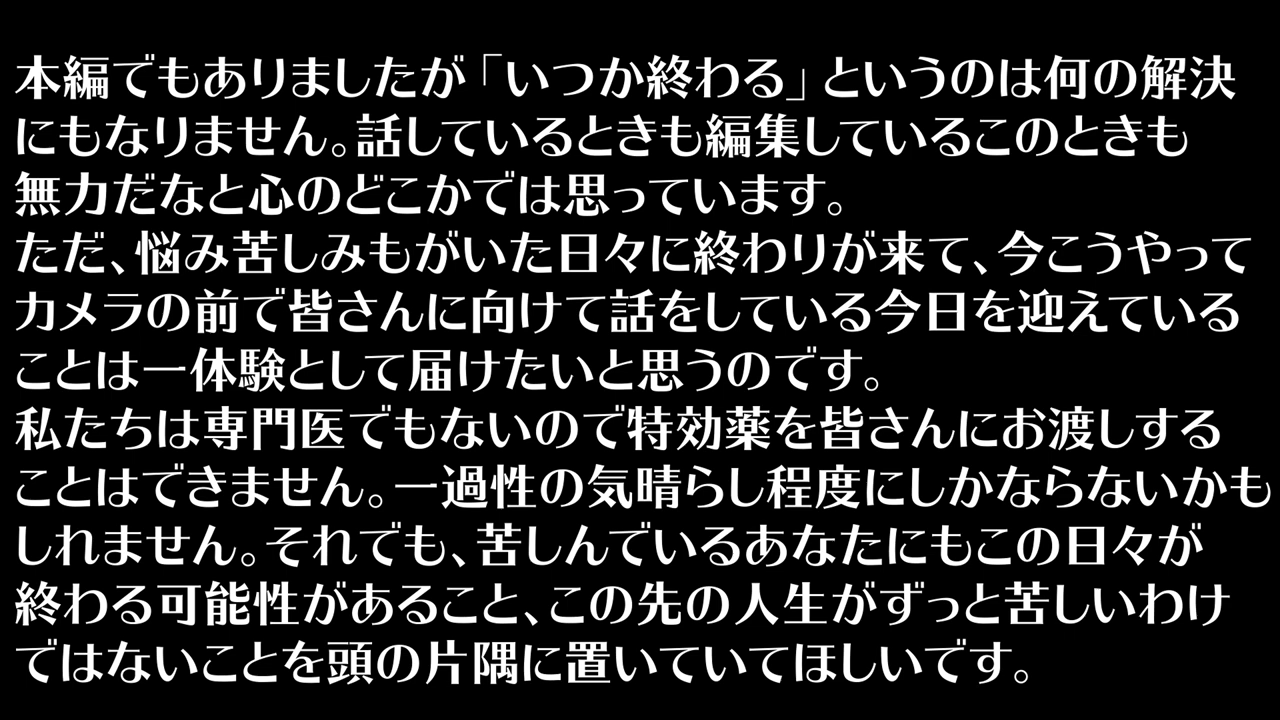 本編でもありましたが「いつか終わる」というのは何の解決
にもなりません。話しているときも編集しているこのときも
無力だなと心のどこかでは思っています。
ただ、悩み苦しみもがいた日々に終わりが来て、今こうやって
カメラの前で皆さんに向けて話をしている今日を迎えている
ことは一体験として届けたいと思うのです。
私たちは専門医でもないので特効薬を皆さんにお渡しする
ことはできません。一過性の気晴らし程度にしかならないかも
しれません。それでも、苦しんでいるあなたにもこの日々が
終わる可能性があること、この先の人生がずっと苦しいわけ
ではないことを頭の片隅に置いていてほしいです。